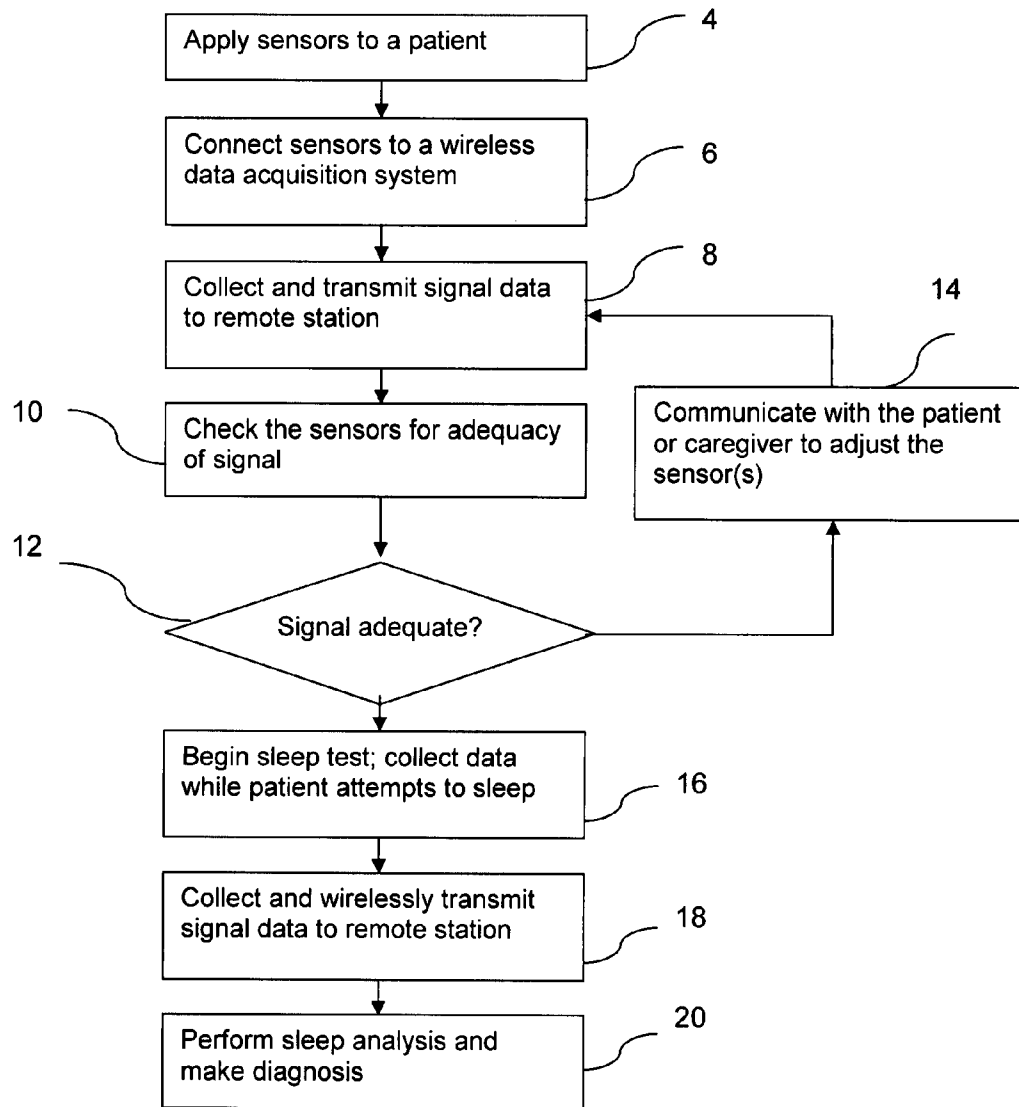 Apply sensors to a patient
4
Connect sensors to a wireless
data acquisition system
6
Collect and transmit signal data
to remote station
8
14
Communicate with the patient
or caregiver to adjust the
sensor(s)
10
Check the sensors for adequacy
of signal
12
Signal adequate?
Begin sleep test; collect data
while patient attempts to sleep
16
Collect and wirelessly transmit
signal data to remote station
18
Perform sleep analysis and
make diagnosis
20